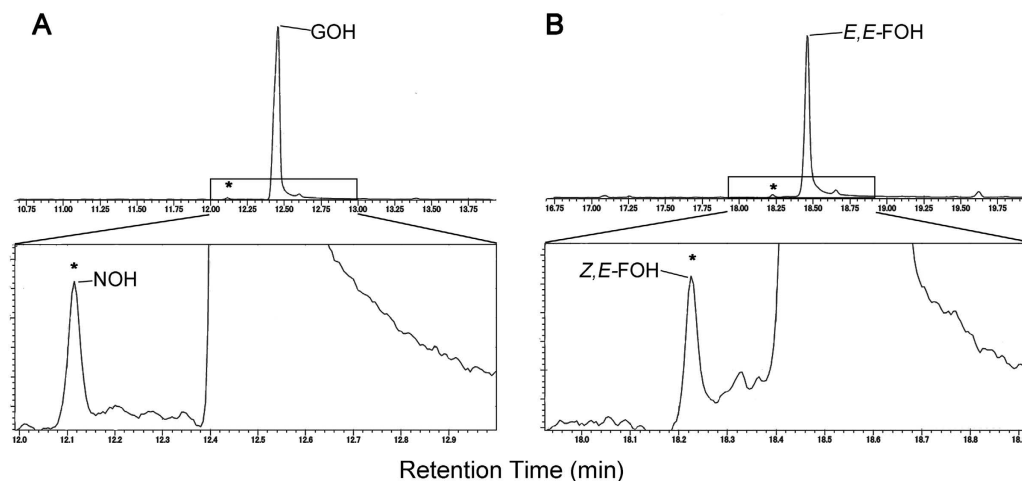 A
GOH
*
10.75 11.00 11.25 11.50 11.75 12.00 12.25 12.50 12.75 13.00 13.25 13.50 13.75
*
NOH
12.0 12.1 12.2 12.3 12.4 12.5 12.6 12.7 12.8 12.9
B
E,E-FOH
*
16.75 17.00 17.25 17.50 17.75 18.00 18.25 18.50 18.75 19.00 19.25 19.50 19.75
*
Z,E-FOH
18.0 18.1 18.2 18.3 18.4 18.5 18.6 18.7 18.8
Retention Time (min)